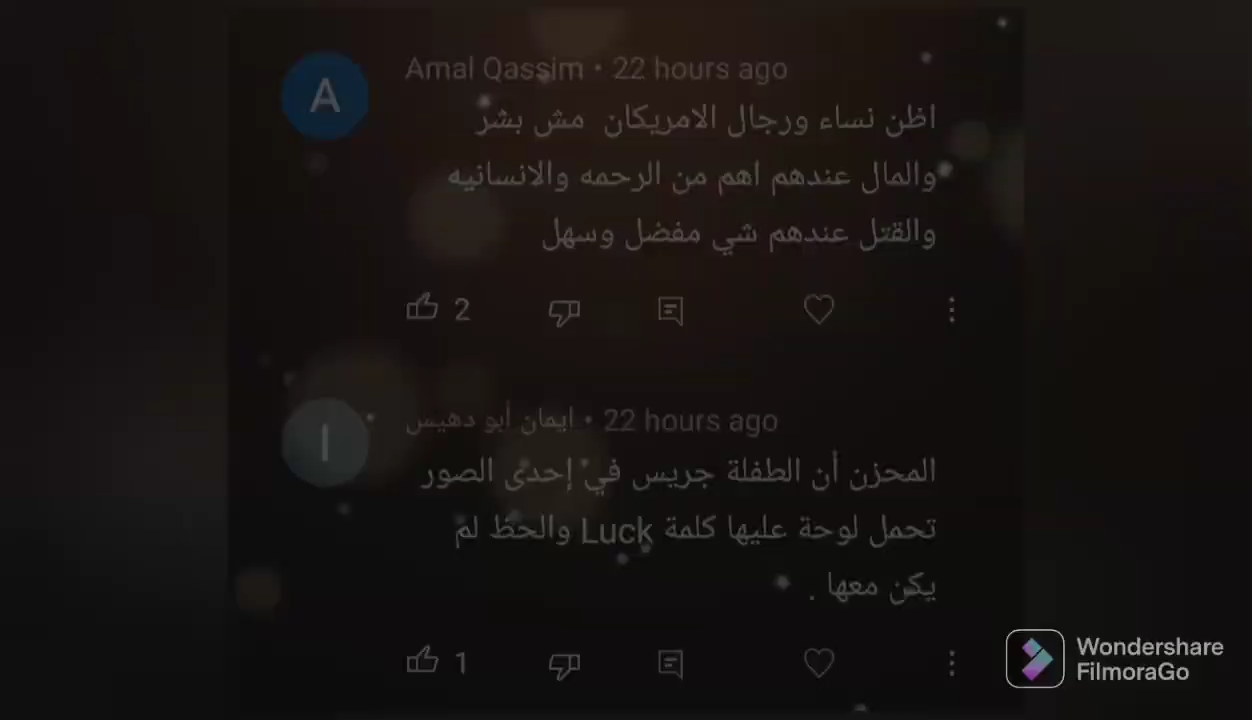 Amal Qassim • 22 hours ago
اظن نساء ورجال الامريكان مش بشر
والمال عندهم اهم من الرحمه والانسانيه
والقتل عندهم شي مفضل وسهل
2
ايمان أبو دهيس • 22 hours ago
المحزن أن الطفلة جريس في إحدى الصور
تحمل لوحة عليها كلمة Luck والحظ لم
يكن معها .
1
A
I
Wondershare
FilmoraGo